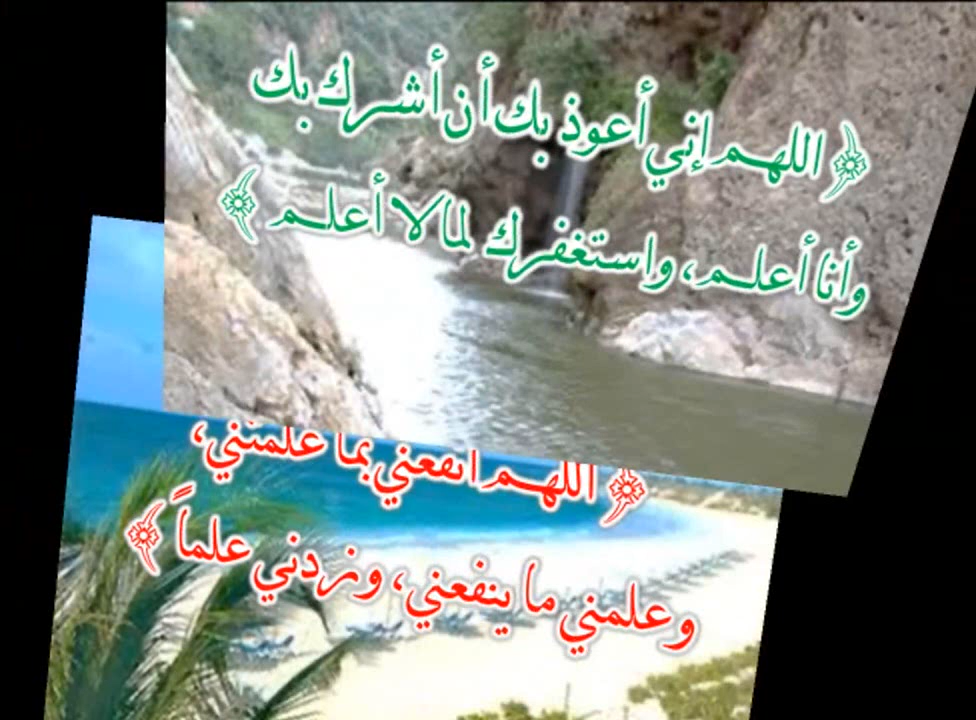 ﴿ اللهم إني أعوذ بك أن أشرك بك
وأنا أعلم، واستغفرك لما لا أعلم ﴾
﴿ اللهم انفعني بما علمتني،
وعلمني ما ينفعني، وزدني علماً ﴾